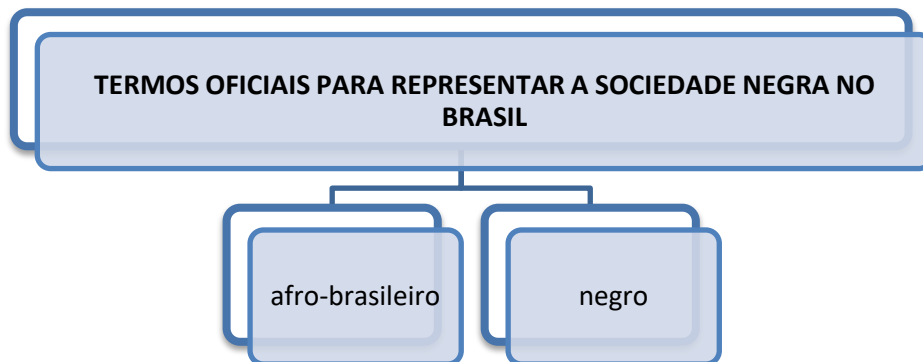 TERMOS OFICIAIS PARA REPRESENTAR A SOCIEDADE NEGRA NO
BRASIL
afro-brasileiro
negro